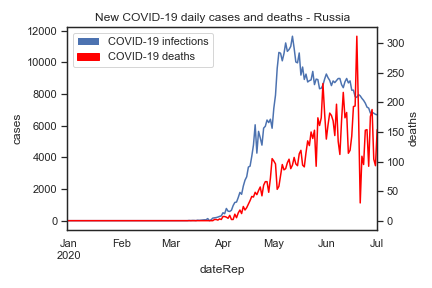 New COVID-19 daily cases and deaths - Russia
COVID-19 infections
COVID-19 deaths
12000
10000
8000
6000
4000
2000
0
cases
300
250
200
150
100
50
0
deaths
Jan Feb Mar Apr May Jun Jul
2020
dateRep